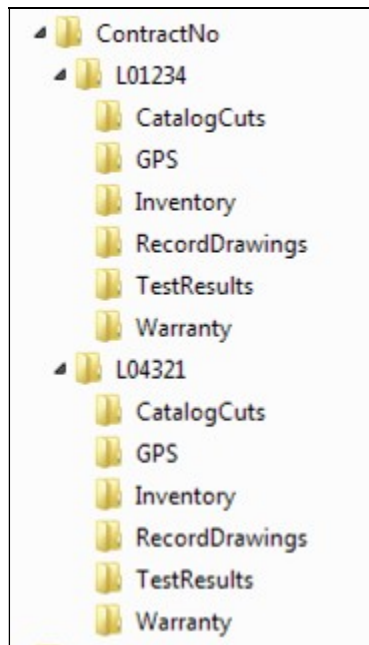 ContractNo
L01234
CatalogCuts
GPS
Inventory
RecordDrawings
TestResults
Warranty
L04321
CatalogCuts
GPS
Inventory
RecordDrawings
TestResults
Warranty